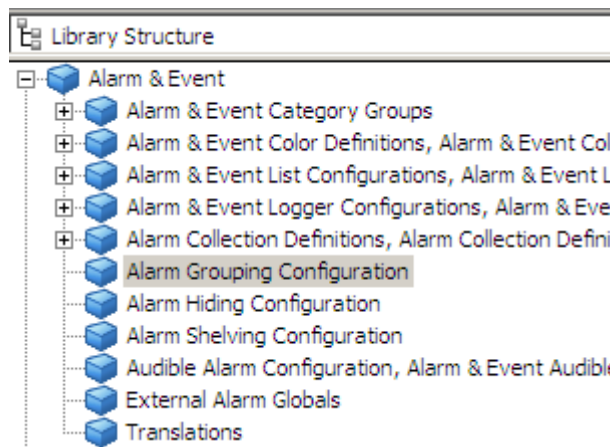 Library Structure
Alarm & Event
Alarm & Event Category Groups
Alarm & Event Color Definitions, Alarm & Event Col
Alarm & Event List Configurations, Alarm & Event L
Alarm & Event Logger Configurations, Alarm & Eve
Alarm Collection Definitions, Alarm Collection Defini
Alarm Grouping Configuration
Alarm Hiding Configuration
Alarm Shelving Configuration
Audible Alarm Configuration, Alarm & Event Audible
External Alarm Globals
Translations